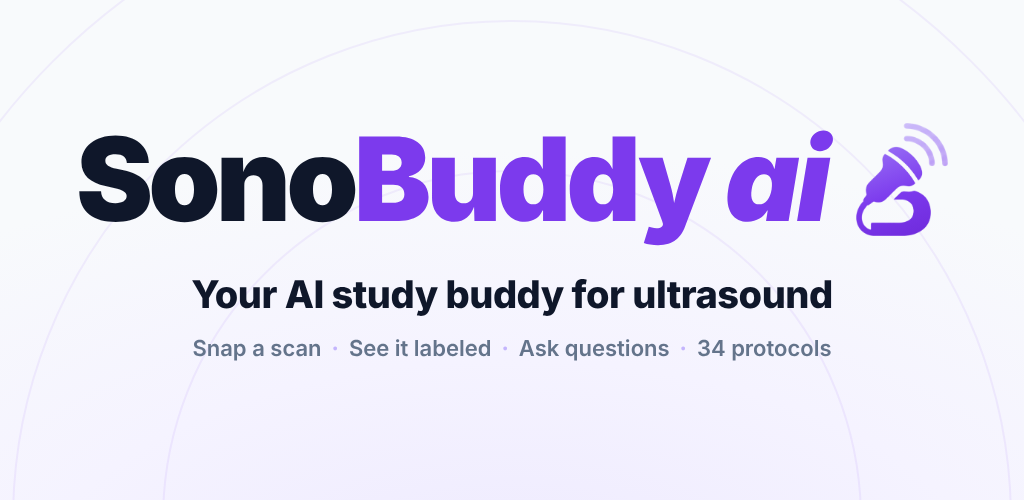 SonoBuddy ai
Your AI study buddy for ultrasound
Snap a scan · See it labeled · Ask questions · 34 protocols